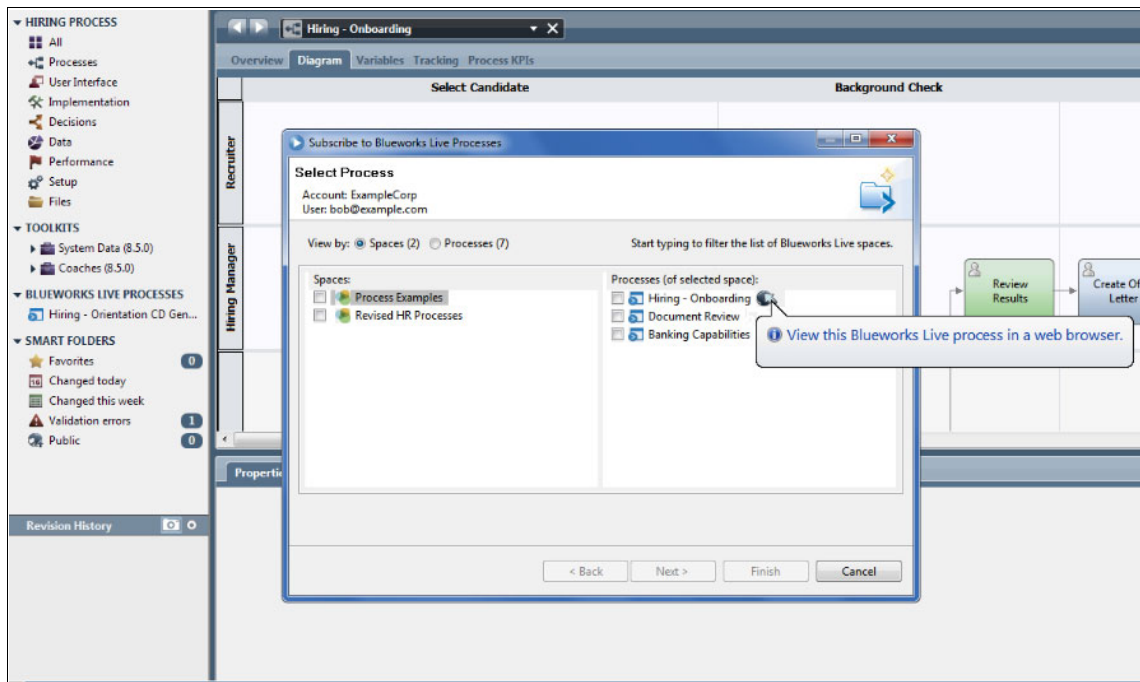 HIRING PROCESS
All
Processes
User Interface
Implementation
Decisions
Data
Performance
Setup
Files
TOOLKITS
System Data (8.5.0)
Coaches (8.5.0)
BLUEWORKS LIVE PROCESSES
Hiring - Orientation CD Gen...
SMART FOLDERS
Favorites 0
Changed today
16
Changed this week
Validation errors 1
Public 0
Revision History
Hiring - Onboarding
Overview Diagram Variables Tracking Process KPIs
Select Candidate Background Check
Recruiter
Hiring Manager
Review
Results
Create Of
Letter
Properti
Subscribe to Blueworks Live Processes
Select Process
Account: ExampleCorp
User: bob@example.com
View by: Spaces (2) Processes (7) Start typing to filter the list of Blueworks Live spaces.
Spaces:
Process Examples
Revised HR Processes
Processes (of selected space):
Hiring - Onboarding
Document Review
Banking Capabilities
View this Blueworks Live process in a web browser.
< Back Next > Finish Cancel